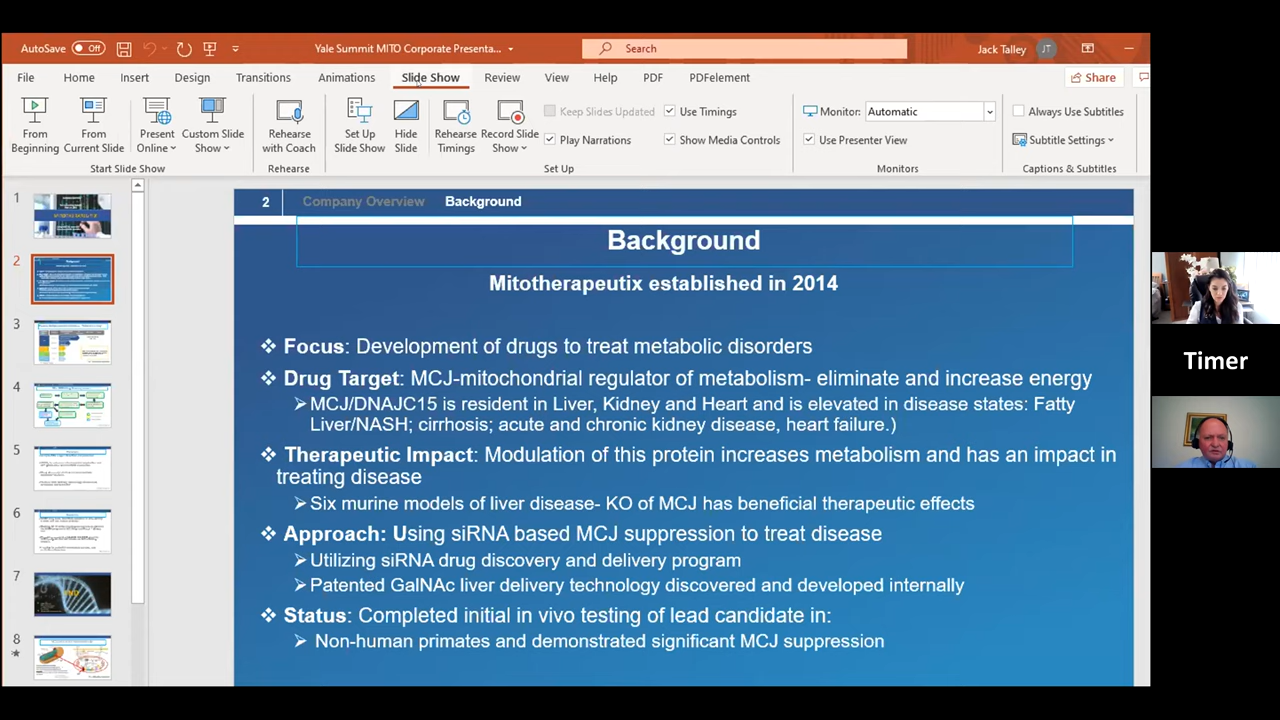 AutoSave Off
Yale Summit MITO Corporate Presenta...
Search
Jack Talley JT
File Home Insert Design Transitions Animations Slide Show Review View Help PDF PDFelement
Share
From Beginning
From Current Slide
Present Online
Custom Slide Show
Rehearse with Coach
Set Up Slide Show
Hide Slide
Rehearse Timings
Record Slide Show
Keep Slides Updated
Play Narrations
Use Timings
Show Media Controls
Monitor: Automatic
Use Presenter View
Always Use Subtitles
Subtitle Settings
Start Slide Show
Rehearse
Set Up
Monitors
Captions & Subtitles
1
2
3
4
5
6
7
8
2 Company Overview Background
Background
Mitotherapeutix established in 2014
❖ Focus: Development of drugs to treat metabolic disorders
❖ Drug Target: MCJ-mitochondrial regulator of metabolism- eliminate and increase energy
➢MCJ/DNAJC15 is resident in Liver, Kidney and Heart and is elevated in disease states: Fatty
Liver/NASH; cirrhosis; acute and chronic kidney disease, heart failure.)
❖ Therapeutic Impact: Modulation of this protein increases metabolism and has an impact in
treating disease
➢Six murine models of liver disease- KO of MCJ has beneficial therapeutic effects
❖ Approach: Using siRNA based MCJ suppression to treat disease
➢Utilizing siRNA drug discovery and delivery program
➢Patented GalNAc liver delivery technology discovered and developed internally
❖ Status: Completed initial in vivo testing of lead candidate in:
➢ Non-human primates and demonstrated significant MCJ suppression
Timer